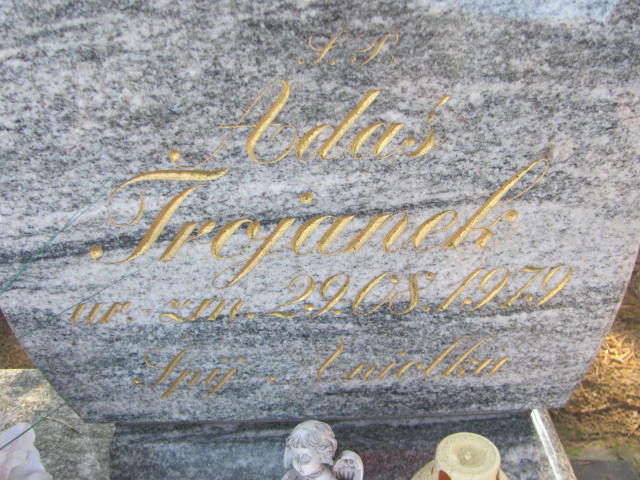 Ś. P.
Adaś
Trojanek
ur. - zm. 29.08.1979
Śpij Aniołku